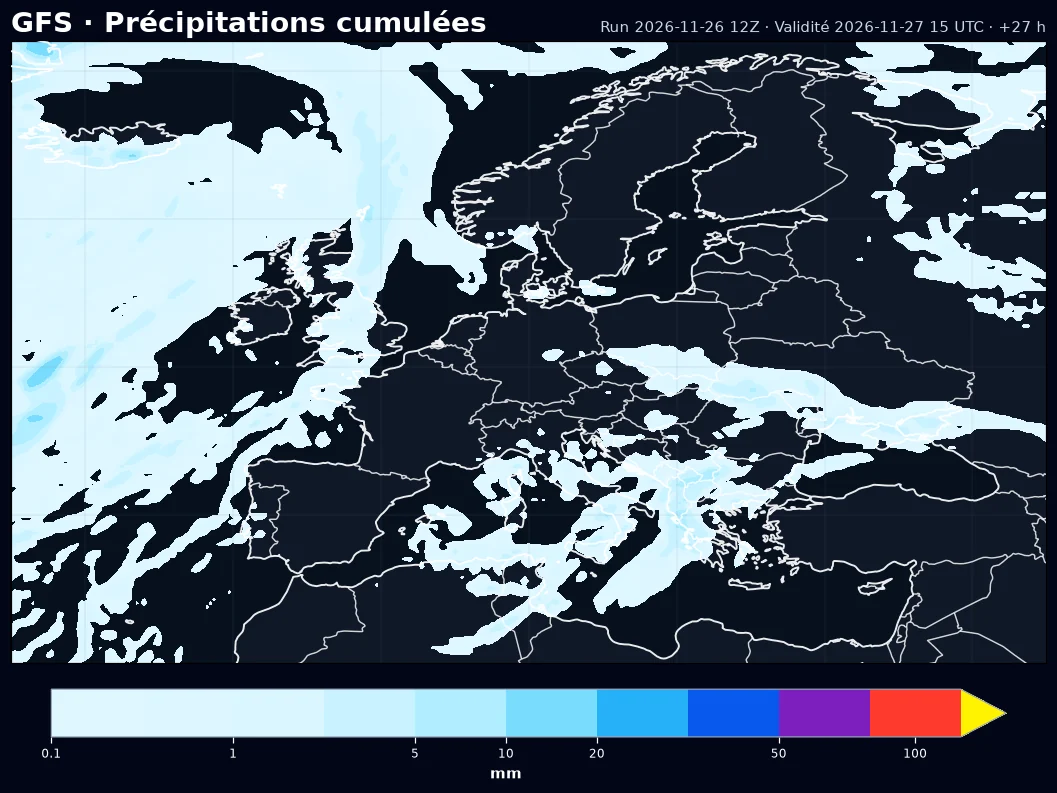 GFS · Précipitations cumulées
Run 2026-11-26 12Z · Validité 2026-11-27 15 UTC · +27 h
0.1 1 5 10 20 50 100
mm